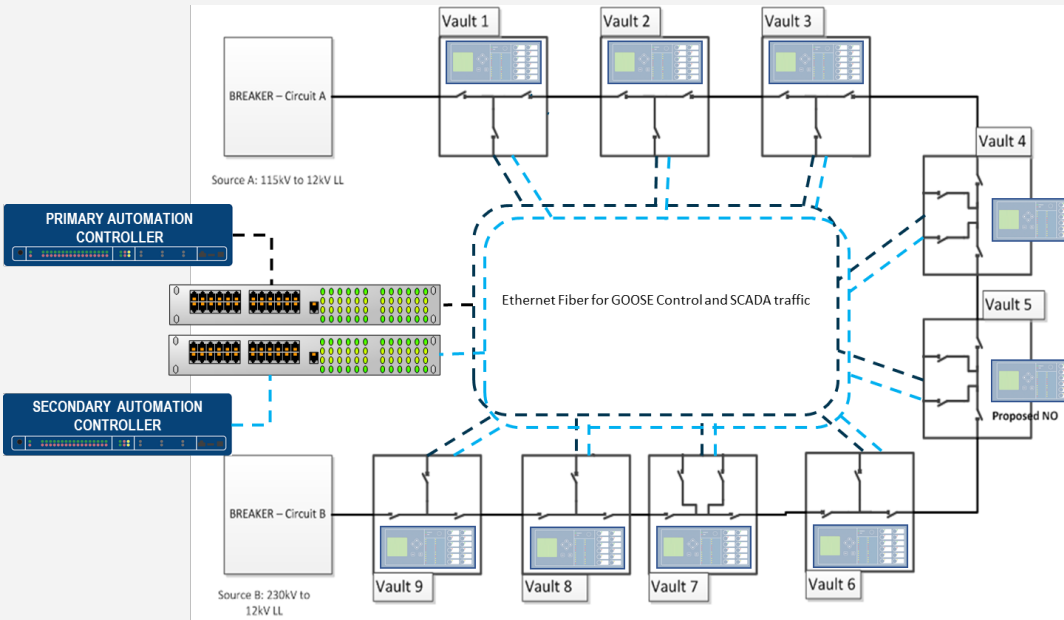 Vault 1
Vault 2
Vault 3
BREAKER – Circuit A
Vault 4
Source A: 115kV to 12kV LL
PRIMARY AUTOMATION
CONTROLLER
Ethernet Fiber for GOOSE Control and SCADA traffic
Vault 5
SECONDARY AUTOMATION
CONTROLLER
Proposed NO
BREAKER – Circuit B
Vault 9
Vault 8
Vault 7
Vault 6
Source B: 230kV to
12kV LL